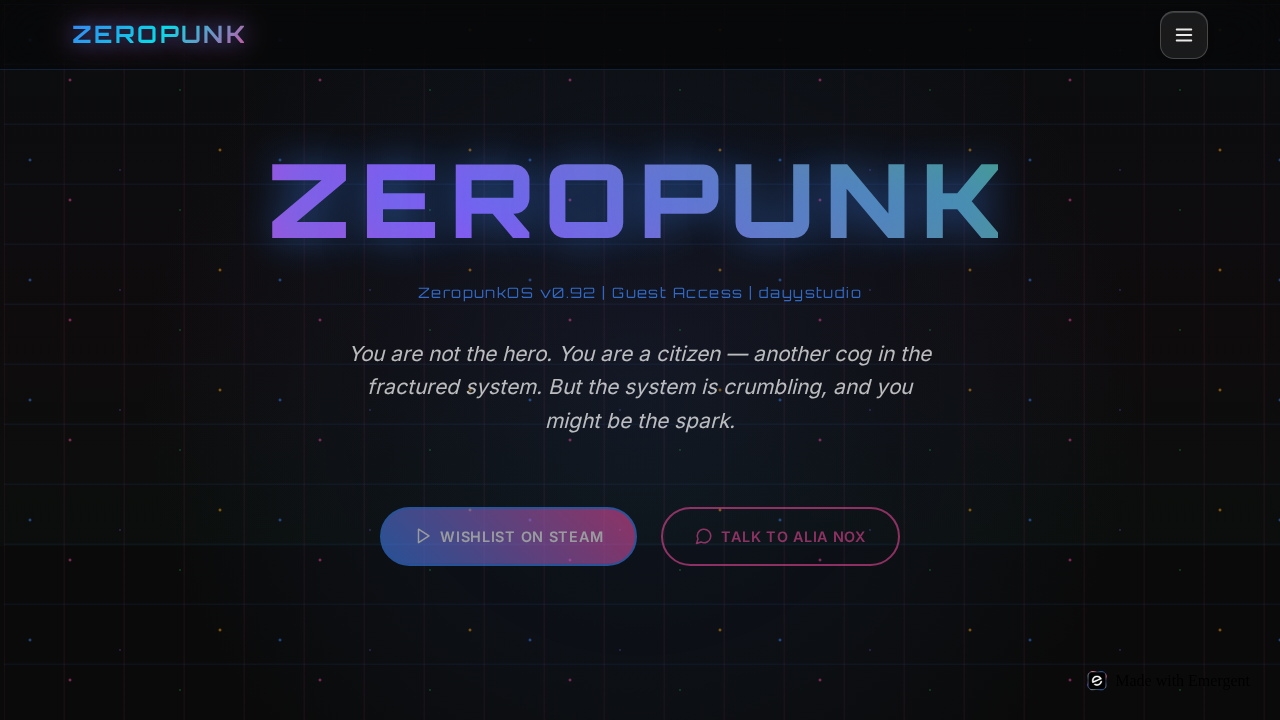 ZEROPUNK
ZEROPUNK
ZeropunkOS v0.92 | Guest Access | dayystudio
You are not the hero. You are a citizen — another cog in the
fractured system. But the system is crumbling, and you
might be the spark.
WISHLIST ON STEAM
TALK TO ALIA NOX
Made with Emergent